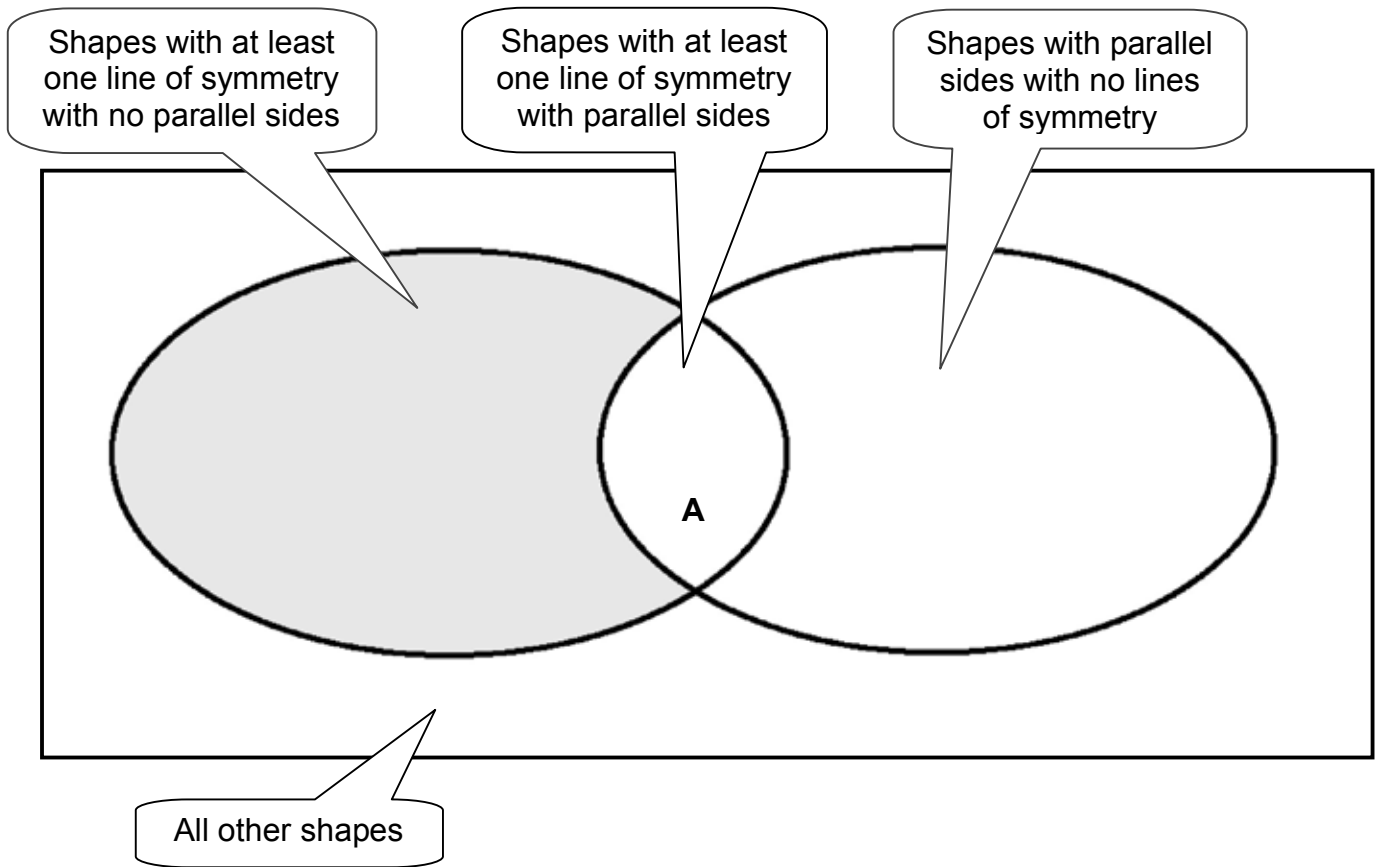 Shapes with at least
one line of symmetry
with no parallel sides
Shapes with at least
one line of symmetry
with parallel sides
Shapes with parallel
sides with no lines
of symmetry
A
All other shapes